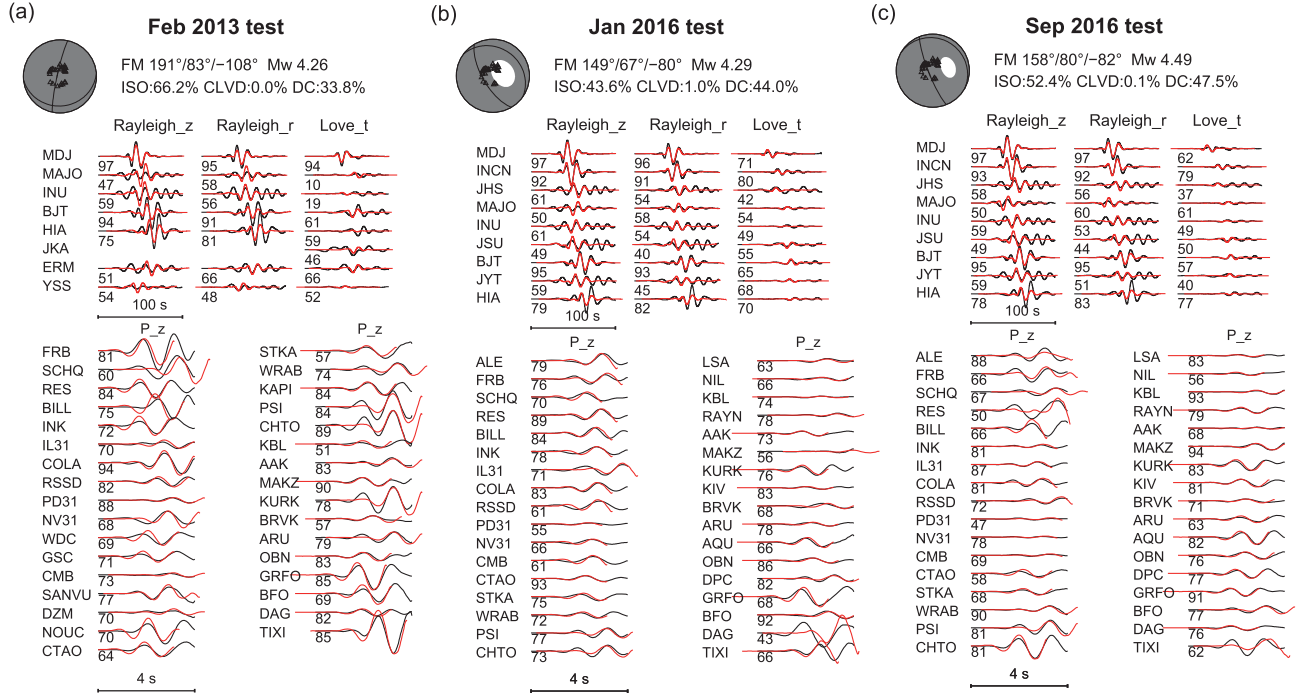 (a)
Feb 2013 test
FM 191°/83°/−108° Mw 4.26
ISO:66.2% CLVD:0.0% DC:33.8%
Rayleigh_z Rayleigh_r Love_t
MDJ 97 95 94
MAJO 47 58 10
INU 59 56 19
BJT 94 91 61
HIA 75 81 59
JKA 46
ERM 51 66 66
YSS 54 48 52
100 s
P_z
FRB 81
SCHQ 60
RES 84
BILL 75
INK 72
IL31 70
COLA 94
RSSD 82
PD31 88
NV31 68
WDC 69
GSC 71
CMB 73
SANVU 77
DZM 70
NOUC 70
CTAO 64
4 s
P_z
STKA 57
WRAB 74
KAPI 84
PSI 84
CHTO 89
KBL 51
AAK 83
MAKZ 90
KURK 78
BRVK 57
ARU 79
OBN 83
GRFO 85
BFO 69
DAG 82
TIXI 85
(b)
Jan 2016 test
FM 149°/67°/−80° Mw 4.29
ISO:43.6% CLVD:1.0% DC:44.0%
Rayleigh_z Rayleigh_r Love_t
MDJ 97 96 71
INCN 92 91 80
JHS 61 54 42
MAJO 50 58 54
INU 61 54 49
JSU 49 40 55
BJT 95 93 65
JYT 59 45 68
HIA 79 82 70
100 s
P_z
ALE 79
FRB 76
SCHQ 70
RES 89
BILL 84
INK 78
IL31 71
COLA 83
RSSD 61
PD31 55
NV31 66
CMB 61
CTAO 93
STKA 75
WRAB 72
PSI 77
CHTO 73
4 s
P_z
LSA 63
NIL 66
KBL 74
RAYN 78
AAK 73
MAKZ 56
KURK 76
KIV 83
BRVK 68
ARU 78
AQU 66
OBN 86
DPC 82
GRFO 68
BFO 92
DAG 43
TIXI 66
(c)
Sep 2016 test
FM 158°/80°/−82° Mw 4.49
ISO:52.4% CLVD:0.1% DC:47.5%
Rayleigh_z Rayleigh_r Love_t
MDJ 97 97 62
INCN 93 92 79
JHS 58 56 37
MAJO 50 60 61
INU 59 53 49
JSU 49 44 50
BJT 95 95 57
JYT 59 51 40
HIA 78 83 77
100 s
P_z
ALE 88
FRB 66
SCHQ 67
RES 50
BILL 66
INK 81
IL31 87
COLA 81
RSSD 72
PD31 47
NV31 78
CMB 69
CTAO 58
STKA 68
WRAB 90
PSI 81
CHTO 81
4 s
P_z
LSA 83
NIL 56
KBL 93
RAYN 79
AAK 68
MAKZ 94
KURK 83
KIV 81
BRVK 71
ARU 63
AQU 82
OBN 76
DPC 77
GRFO 91
BFO 77
DAG 76
TIXI 62